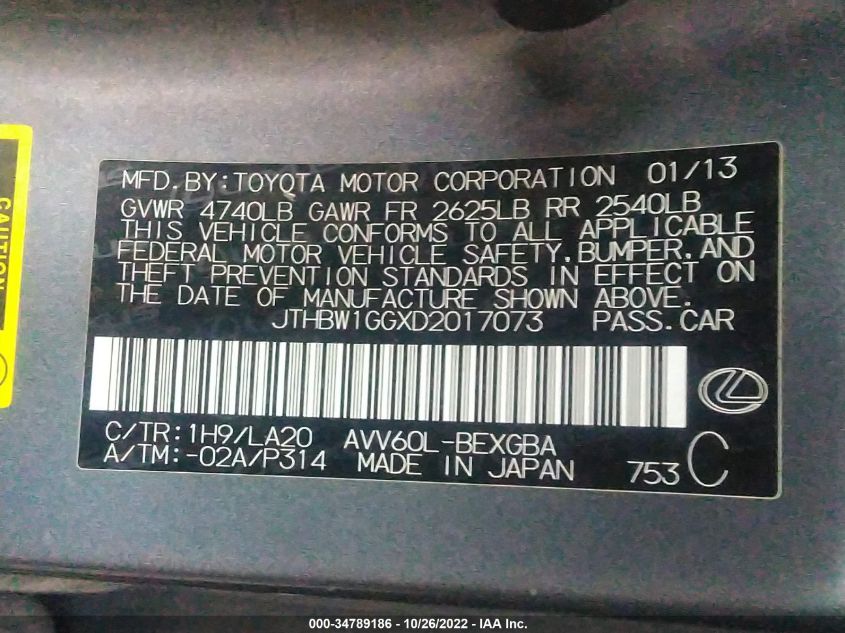 MFD.BY:TOYOTA MOTOR CORPORATION 01/13
GVWR 4740LB GAWR FR 2625LB RR 2540LB
THIS VEHICLE CONFORMS TO ALL APPLICABLE
FEDERAL MOTOR VEHICLE SAFETY,BUMPER,AND
THEFT PREVENTION STANDARDS IN EFFECT ON
THE DATE OF MANUFACTURE SHOWN ABOVE.
JTHBW1GGXD2017073 PASS.CAR
C/TR:1H9/LA20 AVV60L-BEXGBA
A/TM:-02A/P314 MADE IN JAPAN 753 C
CAUTION
000-34789186 - 10/26/2022 - IAA Inc.